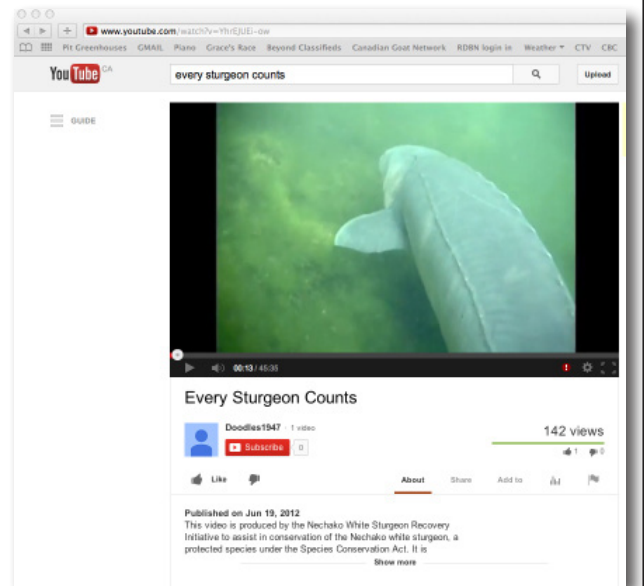 www.youtube.com/watch?v=YhrEJUEi-ow
Pit Greenhouses GMAIL Piano Grace's Race Beyond Classifieds Canadian Goat Network RDBN login in Weather CTV CBC
YouTube CA every sturgeon counts Upload
GUIDE
00:13 / 45:05
Every Sturgeon Counts
Doodles1947 · 1 video
Subscribe 0
142 views
1 0
Like About Share Add to
Published on Jun 19, 2012
This video is produced by the Nechako White Sturgeon Recovery
Initiative to assist in conservation of the Nechako white sturgeon, a
protected species under the Species Conservation Act. It is
Show more